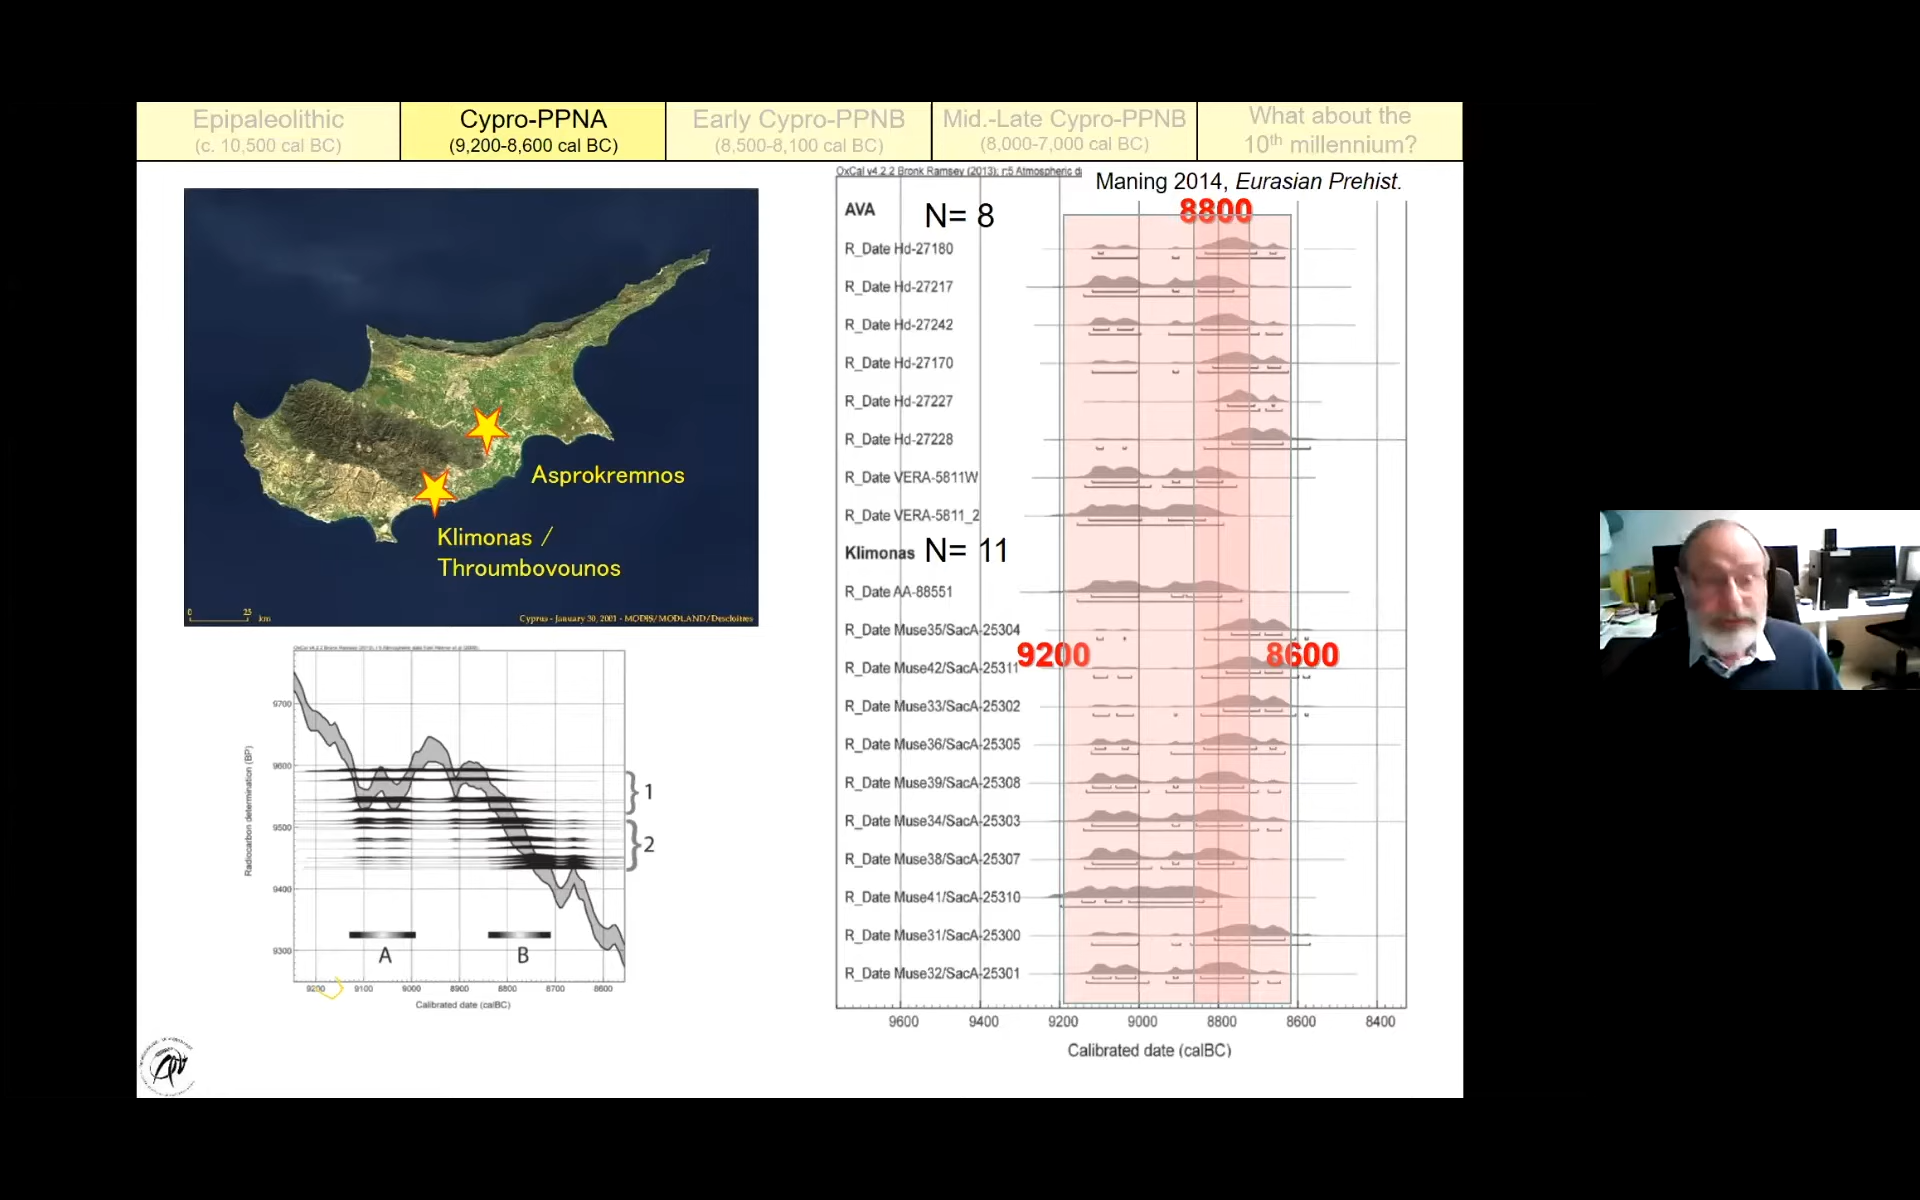 Epipaleolithic
(c. 10,500 cal BC)
Cypro-PPNA
(9,200-8,600 cal BC)
Early Cypro-PPNB
(8,500-8,100 cal BC)
Mid.-Late Cypro-PPNB
(8,000-7,000 cal BC)
What about the
10th millennium?
Asprokremnos
Klimonas /
Throumbovounos
0 25 km
Cyprus - January 30, 2001 - MODIS/MODLAND/Descloitres
Radiocarbon determination (BP)
9700
9600
9500
9400
9300
1
2
A
B
9200 9100 9000 8900 8800 8700 8600
Calibrated date (calBC)
OxCal v4.2.2 Bronk Ramsey (2013); r:5 Atmospheric d
Maning 2014, Eurasian Prehist.
8800
AVA N= 8
R_Date Hd-27180
R_Date Hd-27217
R_Date Hd-27242
R_Date Hd-27170
R_Date Hd-27227
R_Date Hd-27228
R_Date VERA-5811W
R_Date VERA-5811_2
Klimonas N= 11
R_Date AA-88551
R_Date Muse35/SacA-25304
9200 8600
R_Date Muse42/SacA-25311
R_Date Muse33/SacA-25302
R_Date Muse36/SacA-25305
R_Date Muse39/SacA-25308
R_Date Muse34/SacA-25303
R_Date Muse38/SacA-25307
R_Date Muse41/SacA-25310
R_Date Muse31/SacA-25300
R_Date Muse32/SacA-25301
9600 9400 9200 9000 8800 8600 8400
Calibrated date (calBC)